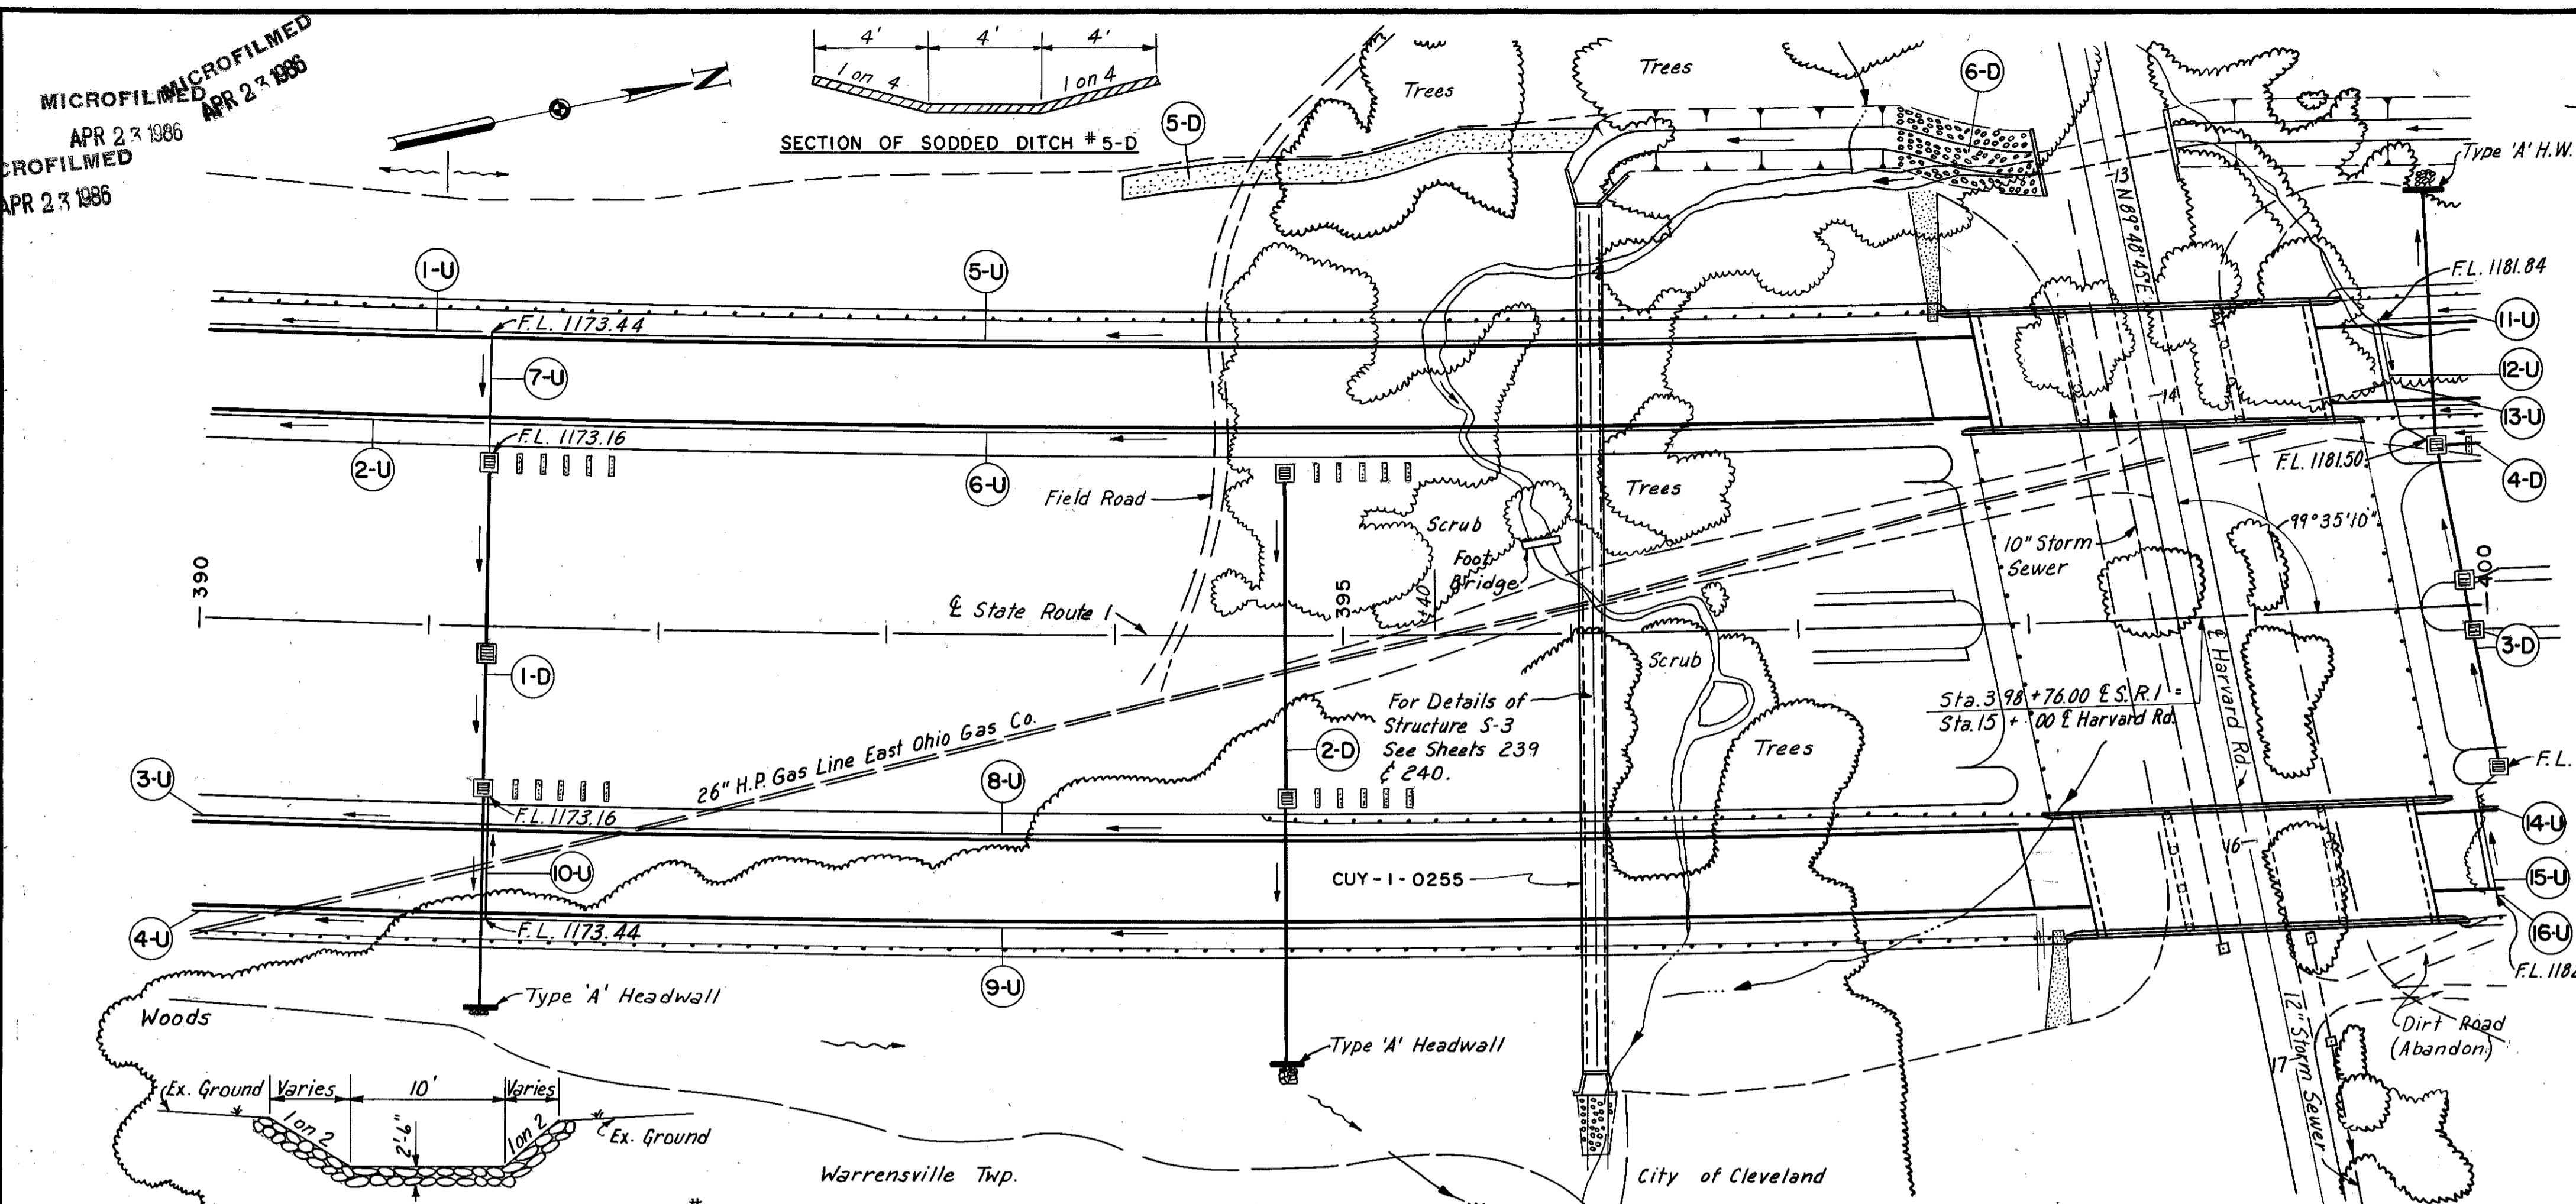 MICROFILMED
APR 23 1986
MICROFILMED
APR 23 1986
CROFILMED
APR 23 1986
N
4' 4' 4'
1 on 4 1 on 4
SECTION OF SODDED DITCH #5-D
5-D
Trees
Trees
6-D
Type 'A' H.W.
13 N 89° 48' 45" E
1-U
5-U
F.L. 1181.84
11-U
F.L. 1173.44
7-U
12-U
14
13-U
F.L. 1173.16
2-U
6-U
Field Road
Trees
F.L. 1181.50
4-D
Scrub
Foot
Bridge
10" Storm
Sewer
99°35'10"
390
℄ State Route 1
395
+40
400
1-D
Scrub
3-D
℄ Harvard Rd.
Sta. 398+76.00 ℄ S.R.1 =
Sta. 15 + 00 ℄ Harvard Rd.
For Details of
Structure S-3
See Sheets 239
& 240.
2-D
Trees
26" H.P. Gas Line East Ohio Gas Co.
3-U
8-U
F.L.
F.L. 1173.16
14-U
16
10-U
CUY-1-0255
15-U
4-U
F.L. 1173.44
16-U
9-U
F.L. 118
Type 'A' Headwall
Woods
12" Storm Sewer
Dirt Road
(Abandon)
Type 'A' Headwall
17
Ex. Ground Varies 10' Varies
1 on 2 2'-6" 1 on 2
Ex. Ground
Warrensville Twp.
City of Cleveland
#